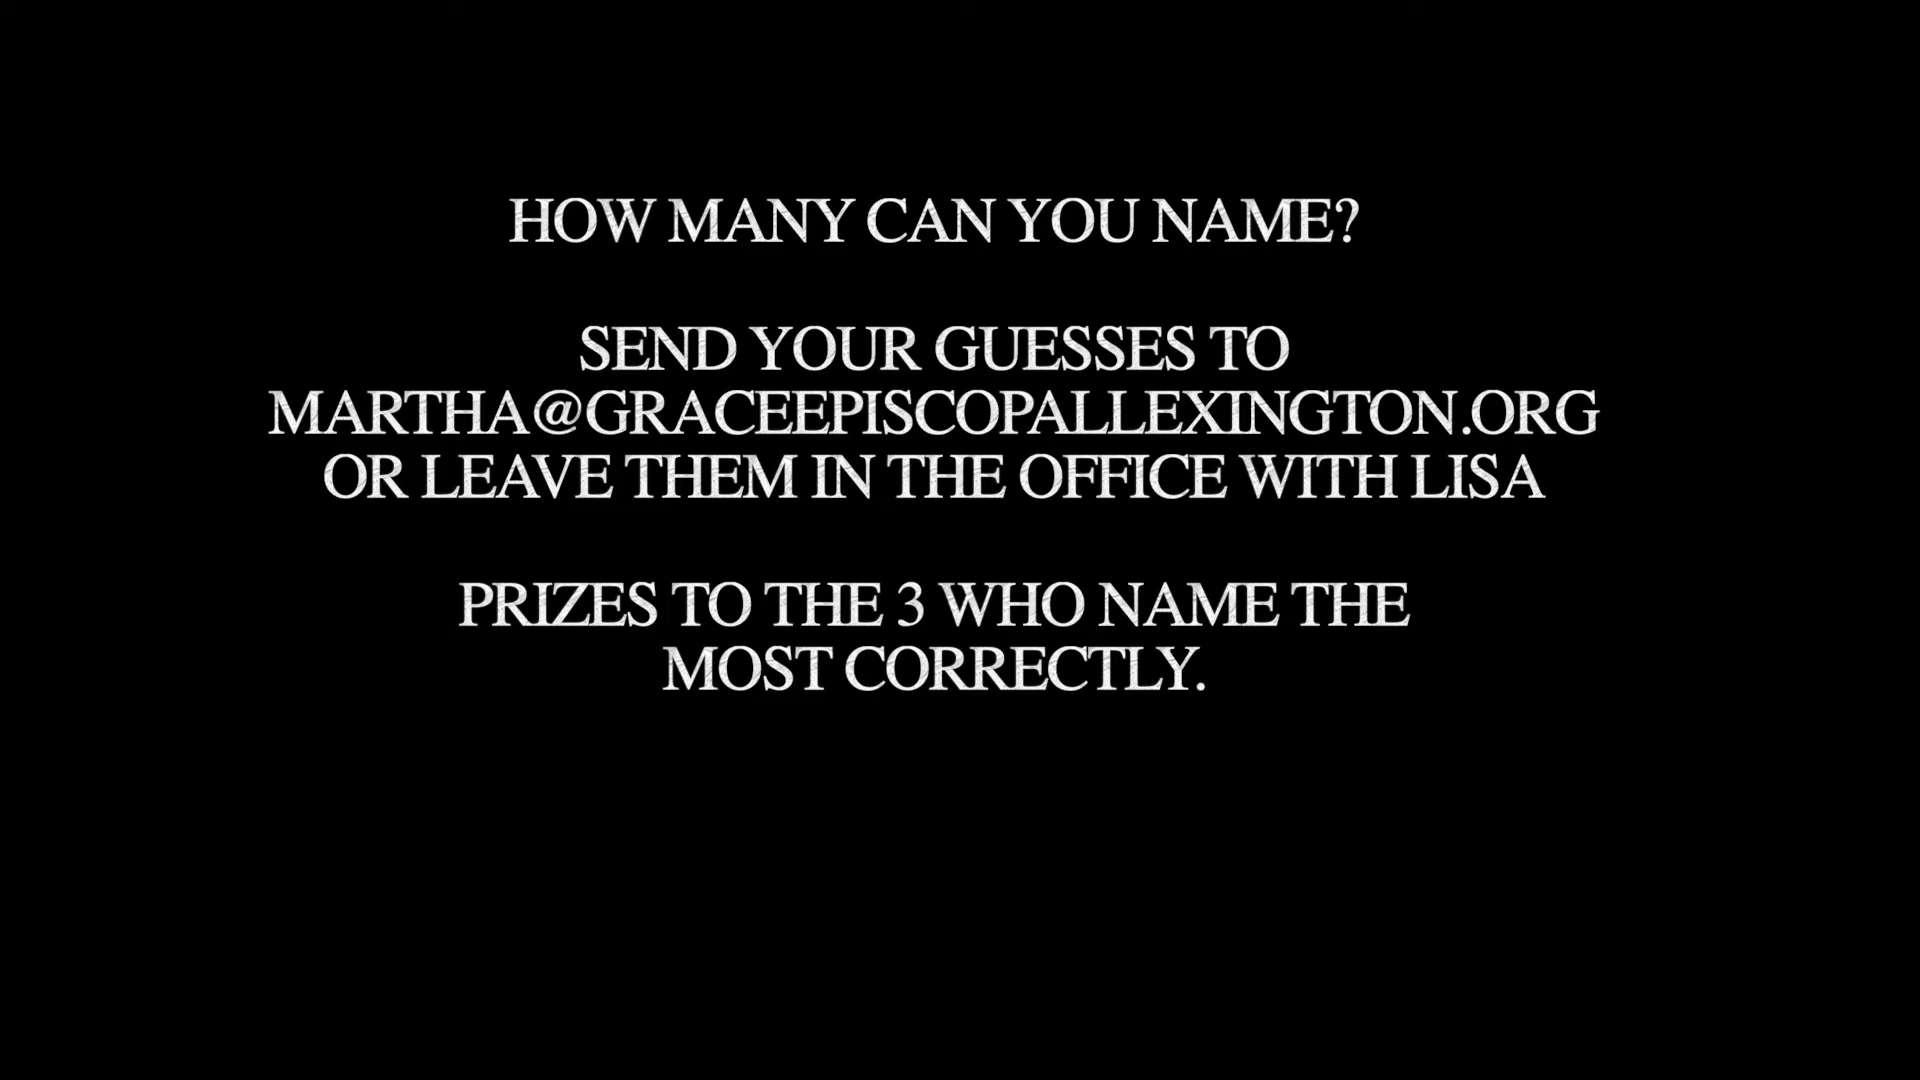 HOW MANY CAN YOU NAME?
SEND YOUR GUESSES TO
MARTHA@GRACEEPISCOPALLEXINGTON.ORG
OR LEAVE THEM IN THE OFFICE WITH LISA
PRIZES TO THE 3 WHO NAME THE
MOST CORRECTLY.